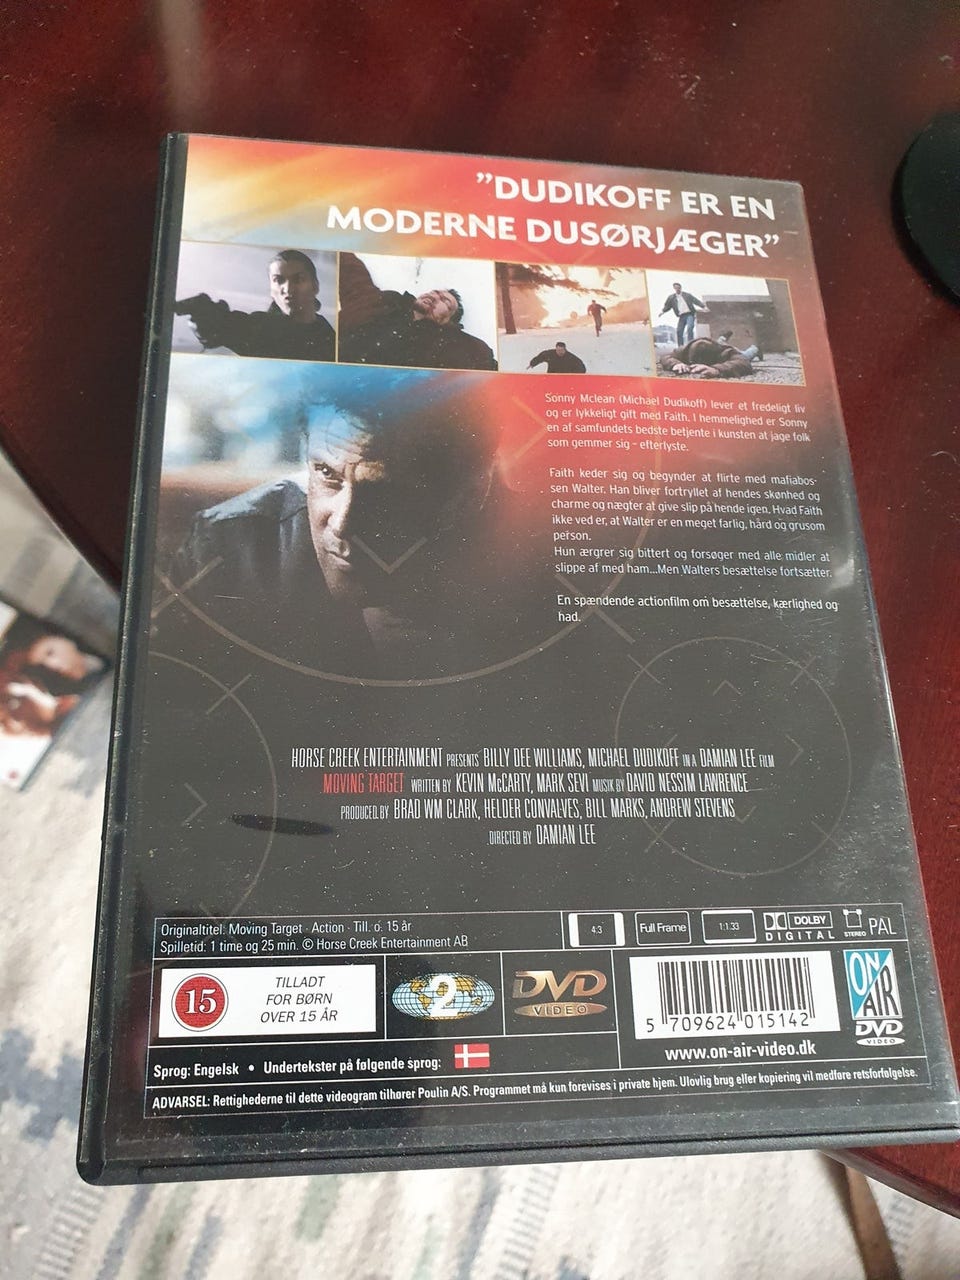 "DUDIKOFF ER EN
MODERNE DUSØRJÆGER"
Sonny Mclean (Michael Dudikoff) lever et fredeligt liv
og er lykkeligt gift med Faith. I hemmelighed er Sonny
en af samfundets bedste betjente i kunsten at jage folk
som gemmer sig - efterlyste.
Faith keder sig og begynder at flirte med mafiabos-
sen Walter. Han bliver fortryllet af hendes skønhed og
charme og nægter at give slip på hende igen. Hvad Faith
ikke ved er, at Walter er en meget farlig, hård og grusom
person.
Hun ærgrer sig bittert og forsøger med alle midler at
slippe af med ham...Men Walters besættelse fortsætter.
En spændende actionfilm om besættelse, kærlighed og
had.
HORSE CREEK ENTERTAINMENT PRESENTS BILLY DEE WILLIAMS, MICHAEL DUDIKOFF IN A DAMIAN LEE FILM
MOVING TARGET WRITTEN BY KEVIN McCARTY, MARK SEVI MUSIK BY DAVID NESSIM LAWRENCE
PRODUCED BY BRAD WM CLARK, HELDER CONVALVES, BILL MARKS, ANDREW STEVENS
DIRECTED BY DAMIAN LEE
Originaltitel: Moving Target · Action · Till. o. 15 år
Spilletid: 1 time og 25 min. © Horse Creek Entertainment AB
4:3
Full Frame
1:1.33
DOLBY
DIGITAL
STEREO
PAL
15
TILLADT
FOR BØRN
OVER 15 ÅR
2
DVD
VIDEO
5 709624 015142
ON
AIR
DVD
VIDEO
www.on-air-video.dk
Sprog: Engelsk • Undertekster på følgende sprog:
ADVARSEL: Rettighederne til dette videogram tilhører Poulin A/S. Programmet må kun forevises i private hjem. Ulovlig brug eller kopiering vil medføre retsforfølgelse.